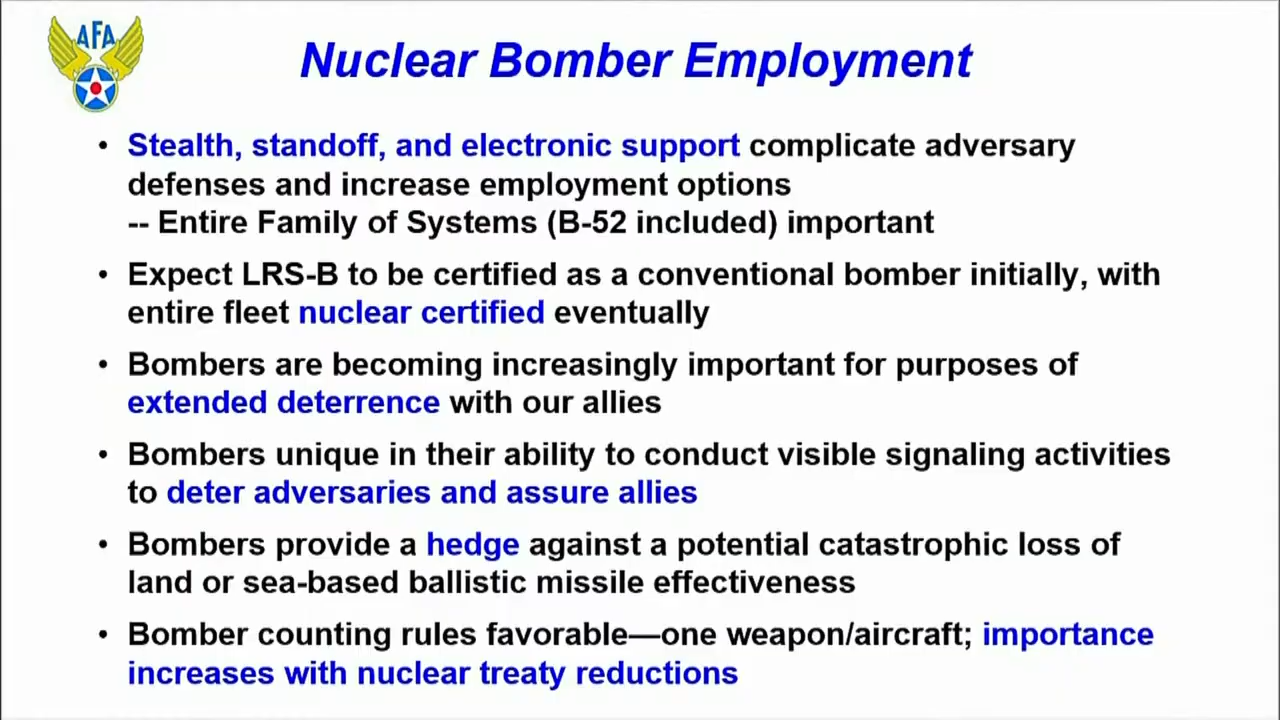 AFA
Nuclear Bomber Employment
• Stealth, standoff, and electronic support complicate adversary
defenses and increase employment options
-- Entire Family of Systems (B-52 included) important
• Expect LRS-B to be certified as a conventional bomber initially, with
entire fleet nuclear certified eventually
• Bombers are becoming increasingly important for purposes of
extended deterrence with our allies
• Bombers unique in their ability to conduct visible signaling activities
to deter adversaries and assure allies
• Bombers provide a hedge against a potential catastrophic loss of
land or sea-based ballistic missile effectiveness
• Bomber counting rules favorable—one weapon/aircraft; importance
increases with nuclear treaty reductions